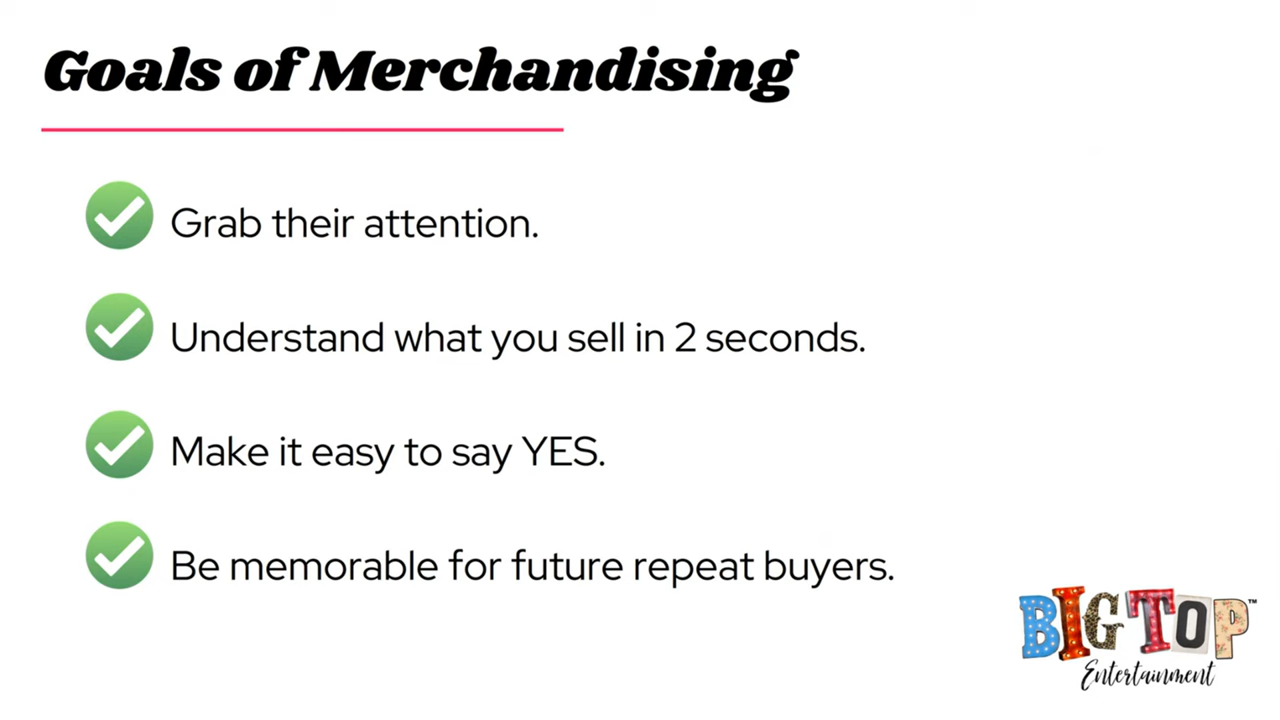 Goals of Merchandising
Grab their attention.
Understand what you sell in 2 seconds.
Make it easy to say YES.
Be memorable for future repeat buyers.
BIG TOP™
Entertainment